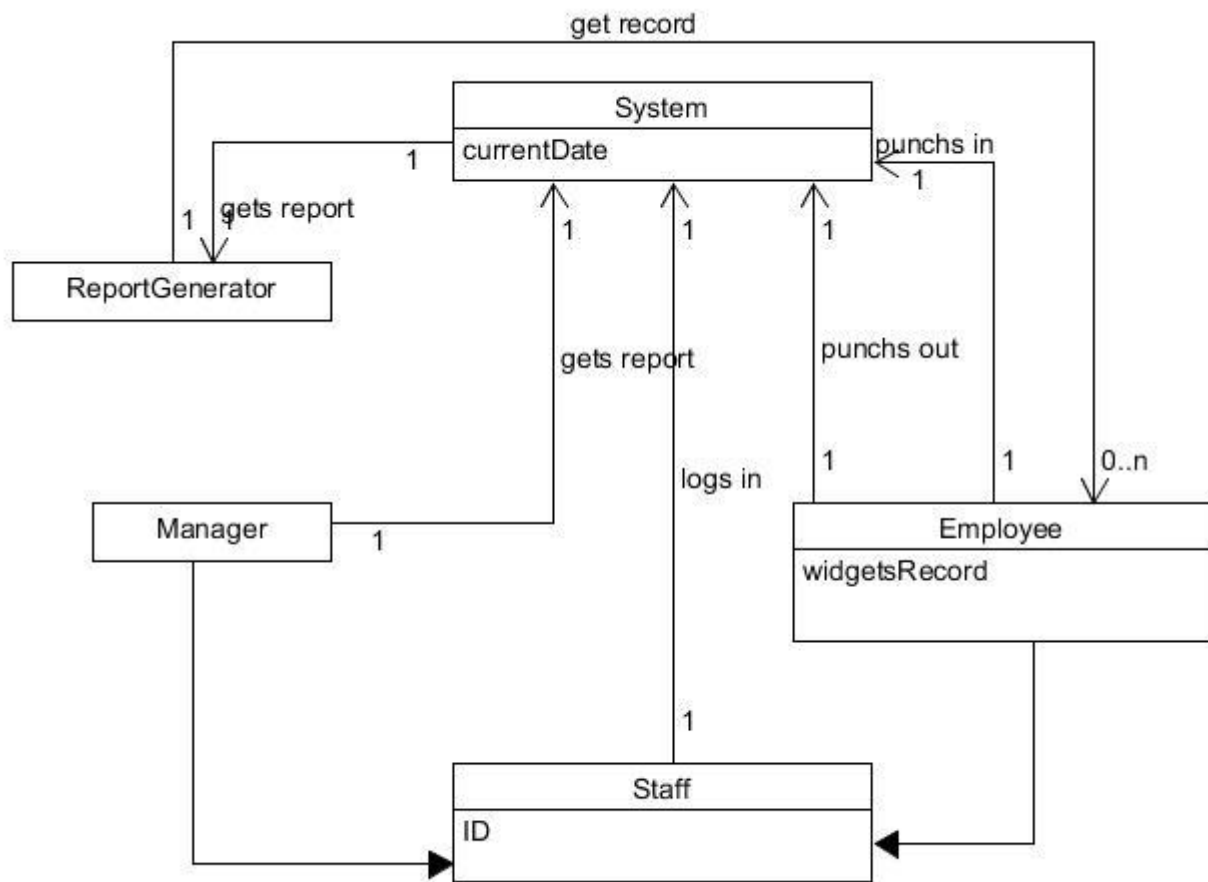 get record
System
currentDate
punchs in
1
1
1
1
gets report
1
1
1
ReportGenerator
gets report
punchs out
1
1
0..n
logs in
Manager
1
Employee
widgetsRecord
1
Staff
ID